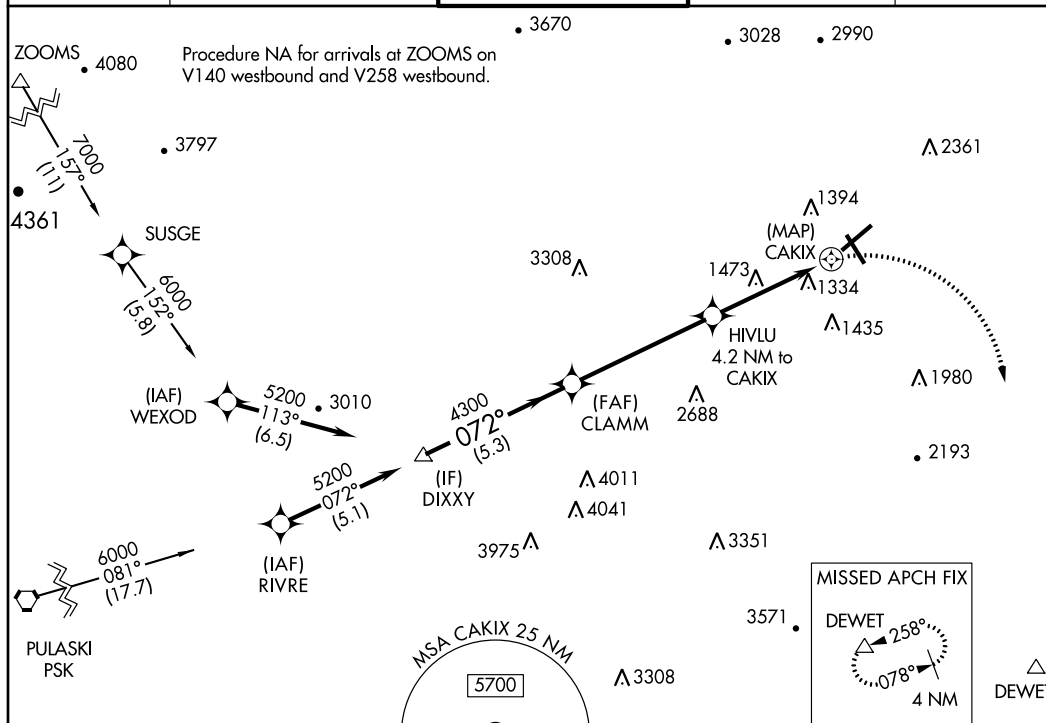 3670
3028
2990
ZOOMS
4080
Procedure NA for arrivals at ZOOMS on
V140 westbound and V258 westbound.
7000
157°
(11)
3797
2361
4361
1394
SUSGE
(MAP)
CAKIX
3308
1473
1334
6000
152°
(5.8)
HIVLU
4.2 NM to
CAKIX
1435
(IAF)
WEXOD
5200
113°
(6.5)
3010
4300
072°
(5.3)
(FAF)
CLAMM
2688
1980
2193
5200
072°
(5.1)
(IF)
DIXXY
4011
4041
3975
3351
(IAF)
RIVRE
6000
081°
(17.7)
PULASKI
PSK
MSA CAKIX 25 NM
5700
3308
3571
MISSED APCH FIX
DEWET
258°
078°
4 NM
DEWET